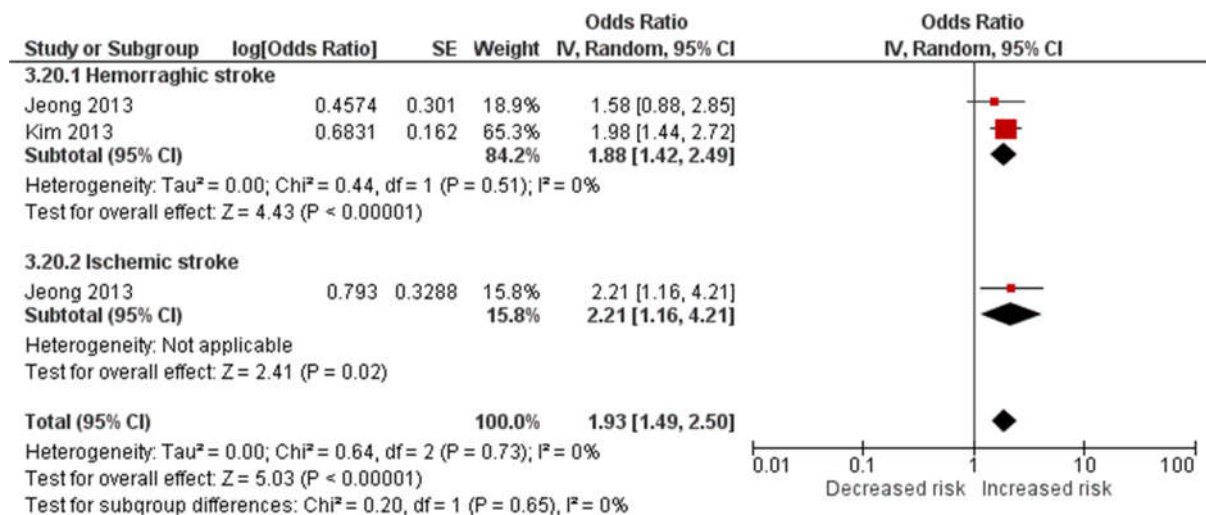 Odds Ratio Odds Ratio
Study or Subgroup log[Odds Ratio] SE Weight IV, Random, 95% CI IV, Random, 95% CI
3.20.1 Hemorraghic stroke
Jeong 2013 0.4574 0.301 18.9% 1.58 [0.88, 2.85]
Kim 2013 0.6831 0.162 65.3% 1.98 [1.44, 2.72]
Subtotal (95% CI) 84.2% 1.88 [1.42, 2.49]
Heterogeneity: Tau² = 0.00; Chi² = 0.44, df = 1 (P = 0.51); I² = 0%
Test for overall effect: Z = 4.43 (P < 0.00001)
3.20.2 Ischemic stroke
Jeong 2013 0.793 0.3288 15.8% 2.21 [1.16, 4.21]
Subtotal (95% CI) 15.8% 2.21 [1.16, 4.21]
Heterogeneity: Not applicable
Test for overall effect: Z = 2.41 (P = 0.02)
Total (95% CI) 100.0% 1.93 [1.49, 2.50]
Heterogeneity: Tau² = 0.00; Chi² = 0.64, df = 2 (P = 0.73); I² = 0%
Test for overall effect: Z = 5.03 (P < 0.00001)
Test for subgroup differences: Chi² = 0.20, df = 1 (P = 0.65), I² = 0%
0.01 0.1 1 10 100
Decreased risk Increased risk